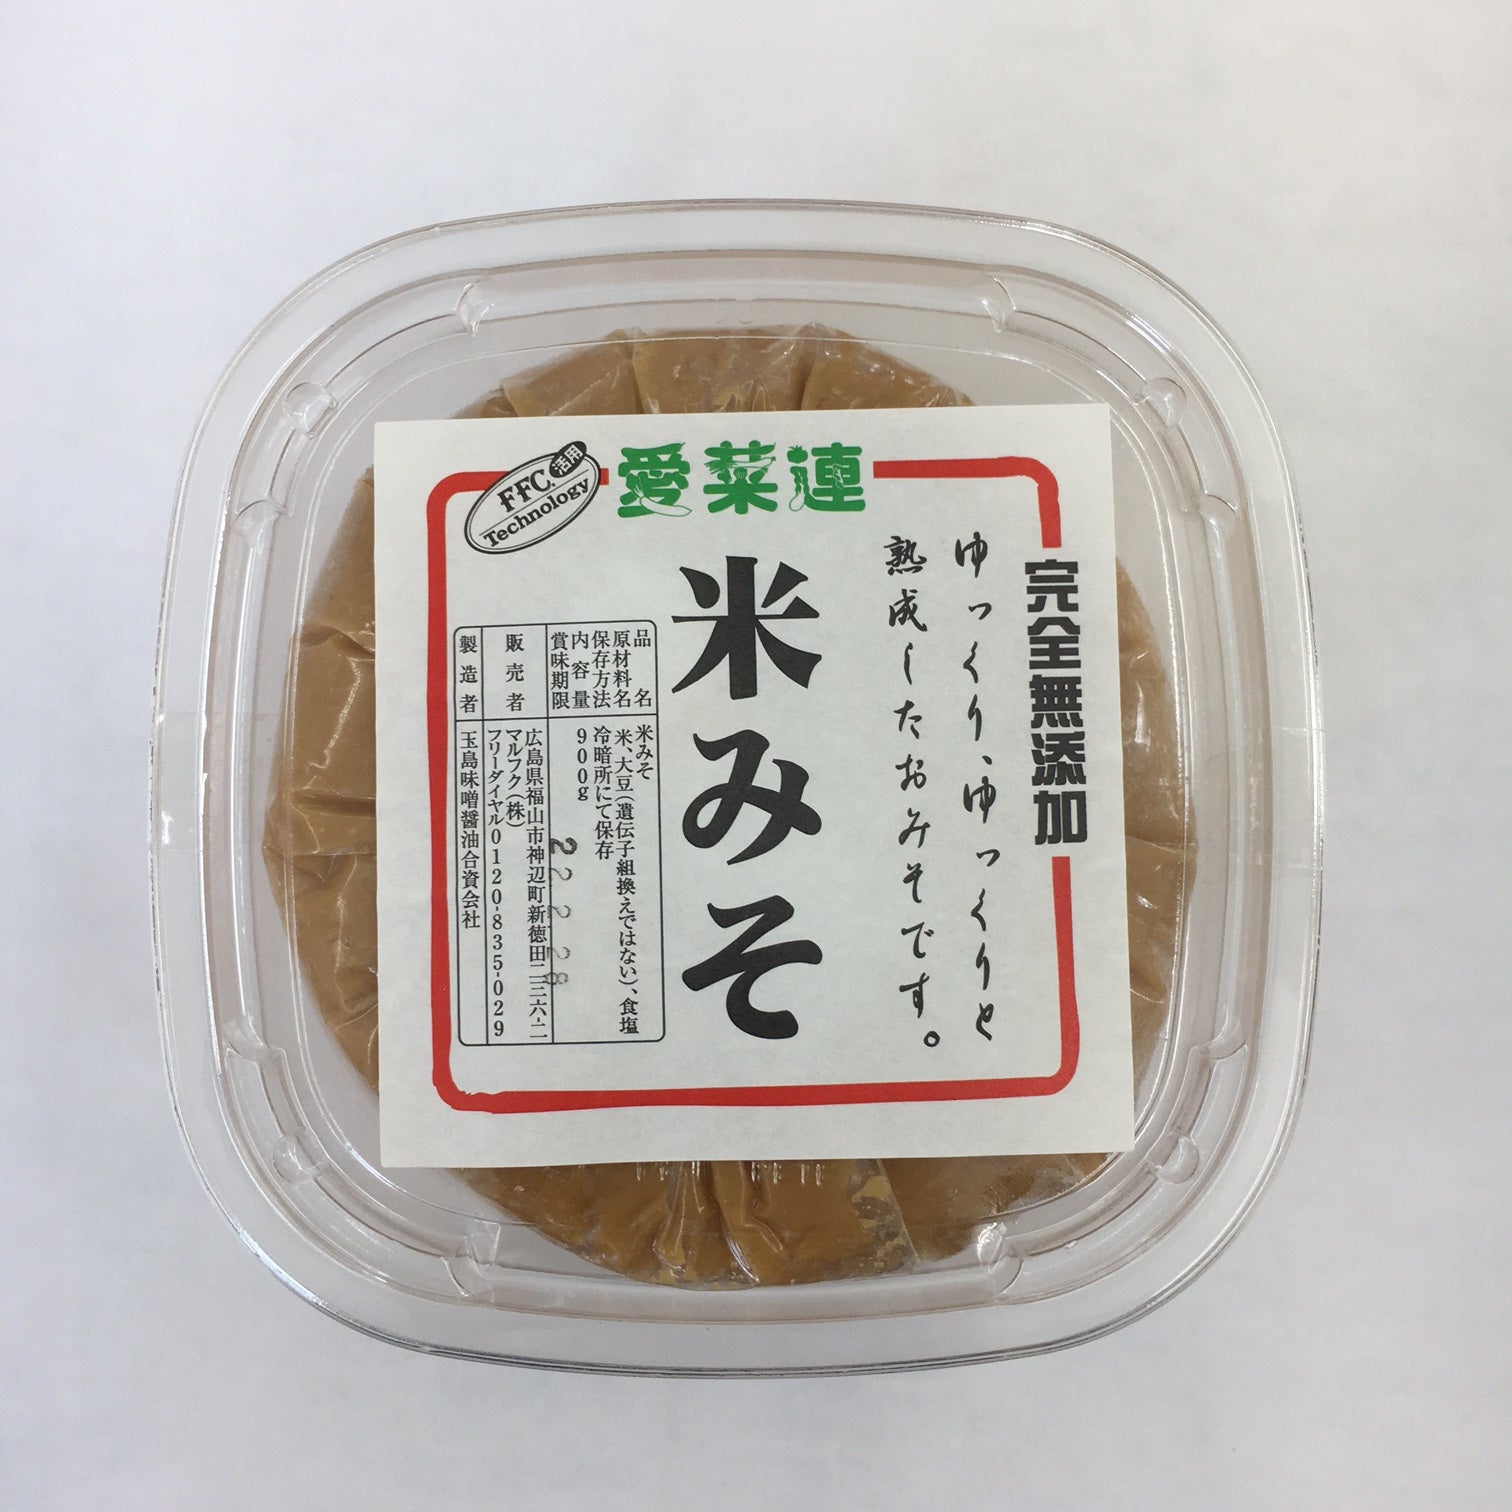 FFC.活用
Technology
愛菜連
完全無添加
ゆっくり、ゆっくりと
熟成したおみそです。
米みそ
品名 米みそ
原材料名 米、大豆(遺伝子組換えではない)、食塩
保存方法 冷暗所にて保存
内容量 900g
賞味期限 22 2.28
販売者 広島県福山市神辺町新徳田二三六-二
マルフク(株)
フリーダイヤル0120-835-029
製造者 玉島味噌醤油合資会社